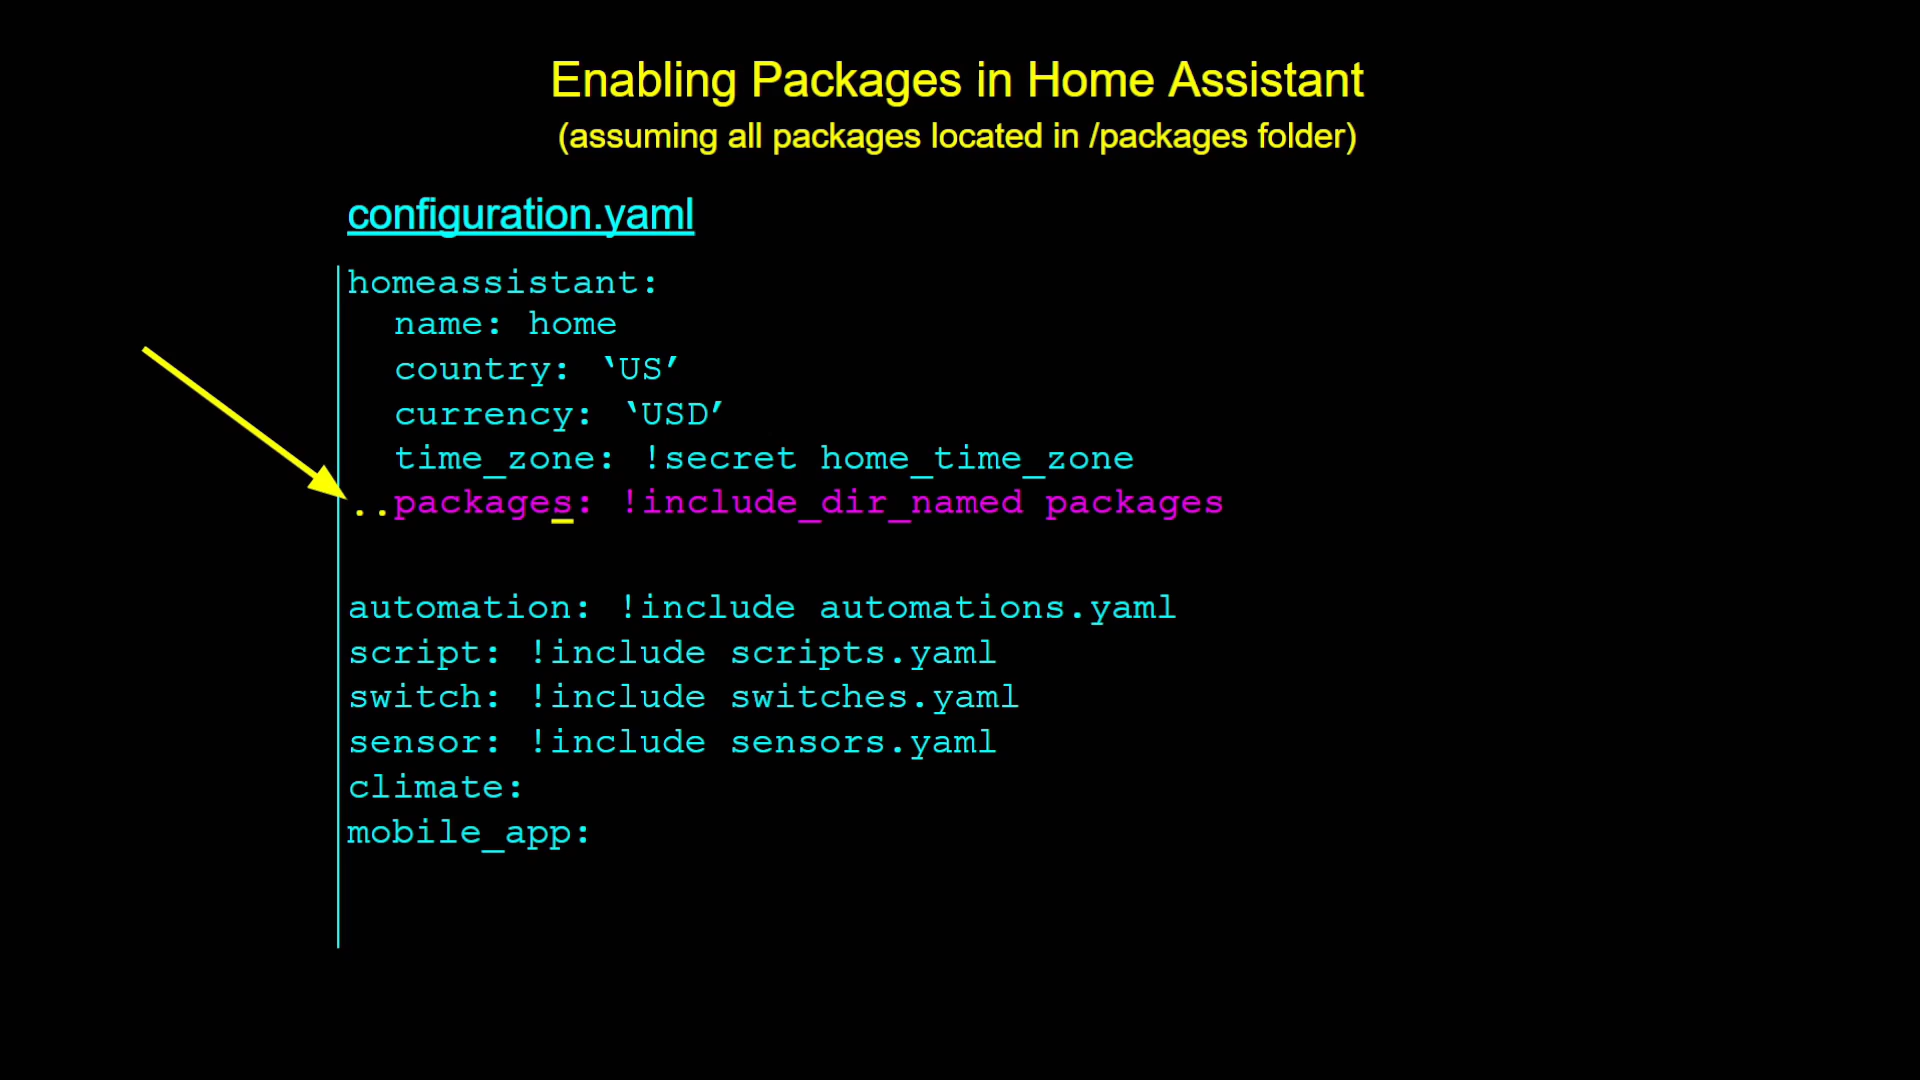 Enabling Packages in Home Assistant
(assuming all packages located in /packages folder)
configuration.yaml
homeassistant:
  name: home
  country: ‘US’
  currency: ‘USD’
  time_zone: !secret home_time_zone
..packages: !include_dir_named packages
automation: !include automations.yaml
script: !include scripts.yaml
switch: !include switches.yaml
sensor: !include sensors.yaml
climate:
mobile_app: